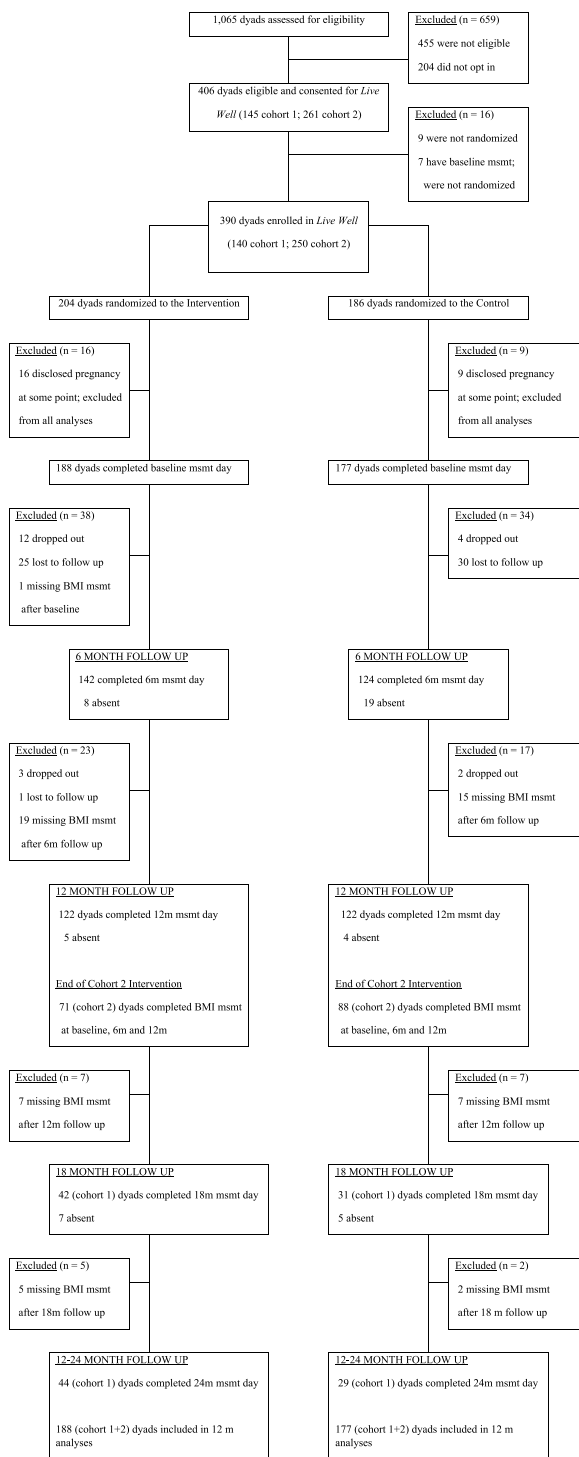 1,065 dyads assessed for eligibility
Excluded (n = 659)
455 were not eligible
204 did not opt in
406 dyads eligible and consented for Live
Well (145 cohort 1; 261 cohort 2)
Excluded (n = 16)
9 were not randomized
7 have baseline msmt;
were not randomized
390 dyads enrolled in Live Well
(140 cohort 1; 250 cohort 2)
204 dyads randomized to the Intervention
186 dyads randomized to the Control
Excluded (n = 16)
16 disclosed pregnancy
at some point; excluded
from all analyses
Excluded (n = 9)
9 disclosed pregnancy
at some point; excluded
from all analyses
188 dyads completed baseline msmt day
177 dyads completed baseline msmt day
Excluded (n = 38)
12 dropped out
25 lost to follow up
1 missing BMI msmt
after baseline
Excluded (n = 34)
4 dropped out
30 lost to follow up
6 MONTH FOLLOW UP
142 completed 6m msmt day
8 absent
6 MONTH FOLLOW UP
124 completed 6m msmt day
19 absent
Excluded (n = 23)
3 dropped out
1 lost to follow up
19 missing BMI msmt
after 6m follow up
Excluded (n = 17)
2 dropped out
15 missing BMI msmt
after 6m follow up
12 MONTH FOLLOW UP
122 dyads completed 12m msmt day
5 absent
End of Cohort 2 Intervention
71 (cohort 2) dyads completed BMI msmt
at baseline, 6m and 12m
12 MONTH FOLLOW UP
122 dyads completed 12m msmt day
4 absent
End of Cohort 2 Intervention
88 (cohort 2) dyads completed BMI msmt
at baseline, 6m and 12m
Excluded (n = 7)
7 missing BMI msmt
after 12m follow up
Excluded (n = 7)
7 missing BMI msmt
after 12m follow up
18 MONTH FOLLOW UP
42 (cohort 1) dyads completed 18m msmt day
7 absent
18 MONTH FOLLOW UP
31 (cohort 1) dyads completed 18m msmt day
5 absent
Excluded (n = 5)
5 missing BMI msmt
after 18m follow up
Excluded (n = 2)
2 missing BMI msmt
after 18 m follow up
12-24 MONTH FOLLOW UP
44 (cohort 1) dyads completed 24m msmt day
188 (cohort 1+2) dyads included in 12 m
analyses
12-24 MONTH FOLLOW UP
29 (cohort 1) dyads completed 24m msmt day
177 (cohort 1+2) dyads included in 12 m
analyses